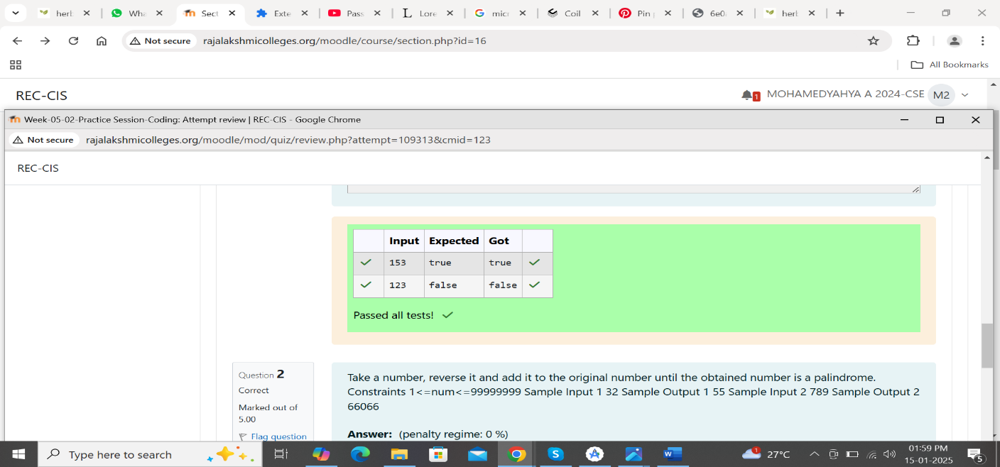 herb
Wha
Sect
Exte
Pass
Lore
micr
Coil
Pin
6e0
herb
Not secure
rajalakshmicolleges.org/moodle/course/section.php?id=16
All Bookmarks
REC-CIS
1
MOHAMEDYAHYA A 2024-CSE
M2
Week-05-02-Practice Session-Coding: Attempt review | REC-CIS - Google Chrome
Not secure
rajalakshmicolleges.org/moodle/mod/quiz/review.php?attempt=109313&cmid=123
REC-CIS
Input Expected Got
153 true true
123 false false
Passed all tests!
Question 2
Correct
Marked out of
5.00
Flag question
Take a number, reverse it and add it to the original number until the obtained number is a palindrome.
Constraints 1<=num<=99999999 Sample Input 1 32 Sample Output 1 55 Sample Input 2 789 Sample Output 2
66066
Answer: (penalty regime: 0 %)
Type here to search
1
27°C
01:59 PM
15-01-2025
5